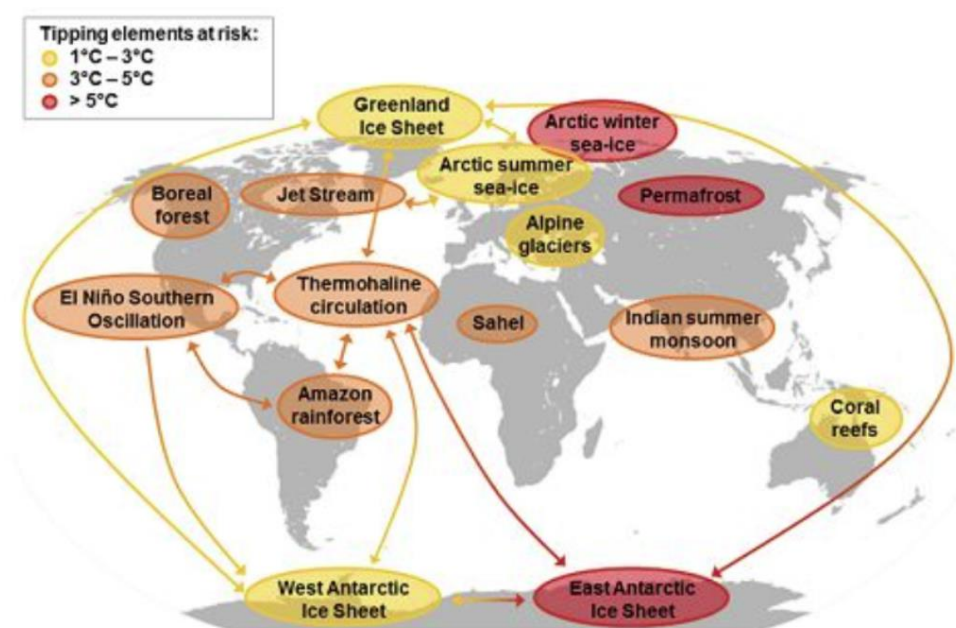 Tipping elements at risk:
1°C – 3°C
3°C – 5°C
> 5°C
Greenland
Ice Sheet
Arctic winter
sea-ice
Arctic summer
sea-ice
Boreal
forest
Jet Stream
Permafrost
Alpine
glaciers
El Niño Southern
Oscillation
Thermohaline
circulation
Sahel
Indian summer
monsoon
Amazon
rainforest
Coral
reefs
West Antarctic
Ice Sheet
East Antarctic
Ice Sheet